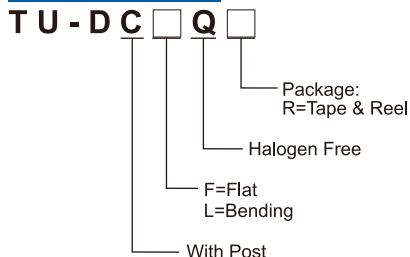 TU-DC□Q□
Package:
R=Tape & Reel
Halogen Free
F=Flat
L=Bending
With Post